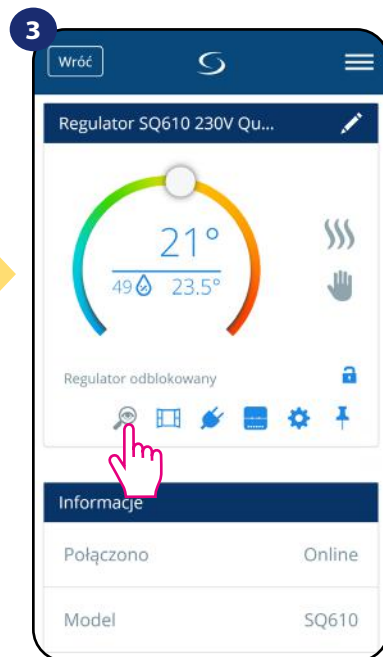 3
Wróć
Regulator SQ610 230V Qu...
21°
49 23.5°
Regulator odblokowany
Informacje
Połączono Online
Model SQ610